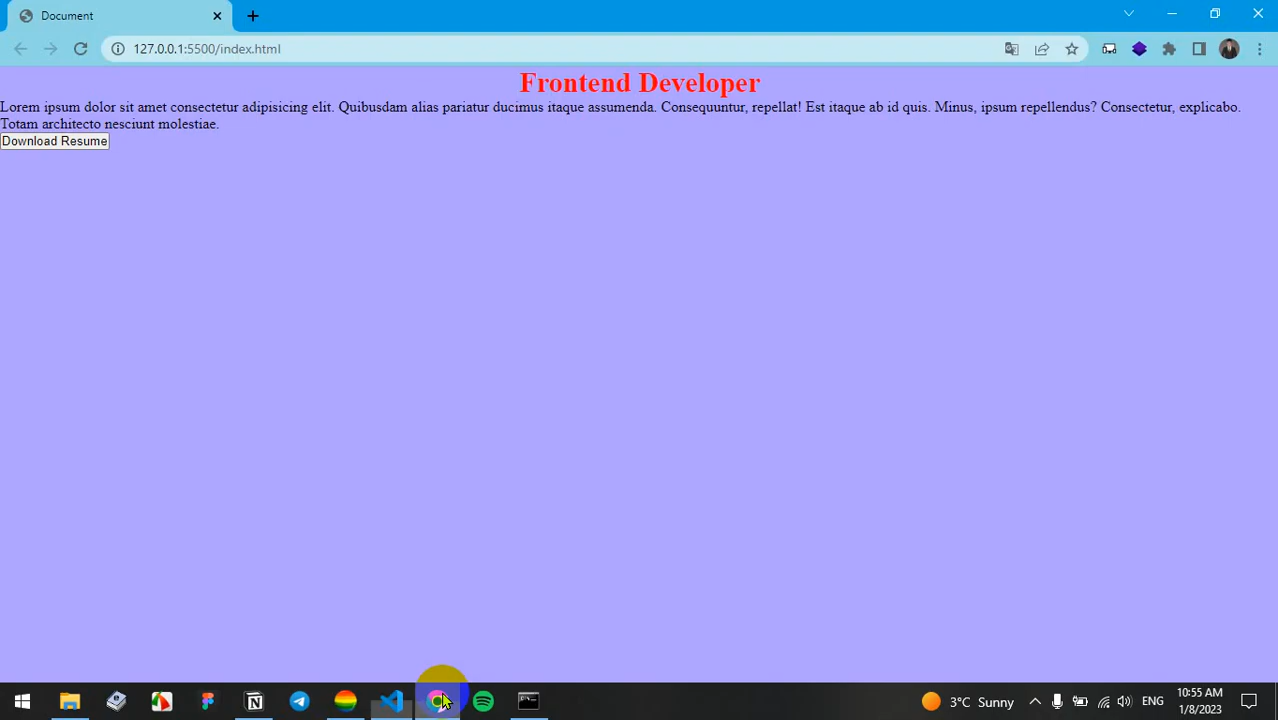 Document
127.0.0.1:5500/index.html
Frontend Developer
Lorem ipsum dolor sit amet consectetur adipisicing elit. Quibusdam alias pariatur ducimus itaque assumenda. Consequuntur, repellat! Est itaque ab id quis. Minus, ipsum repellendus? Consectetur, explicabo.
Totam architecto nesciunt molestiae.
Download Resume
3°C Sunny
ENG
10:55 AM
1/8/2023